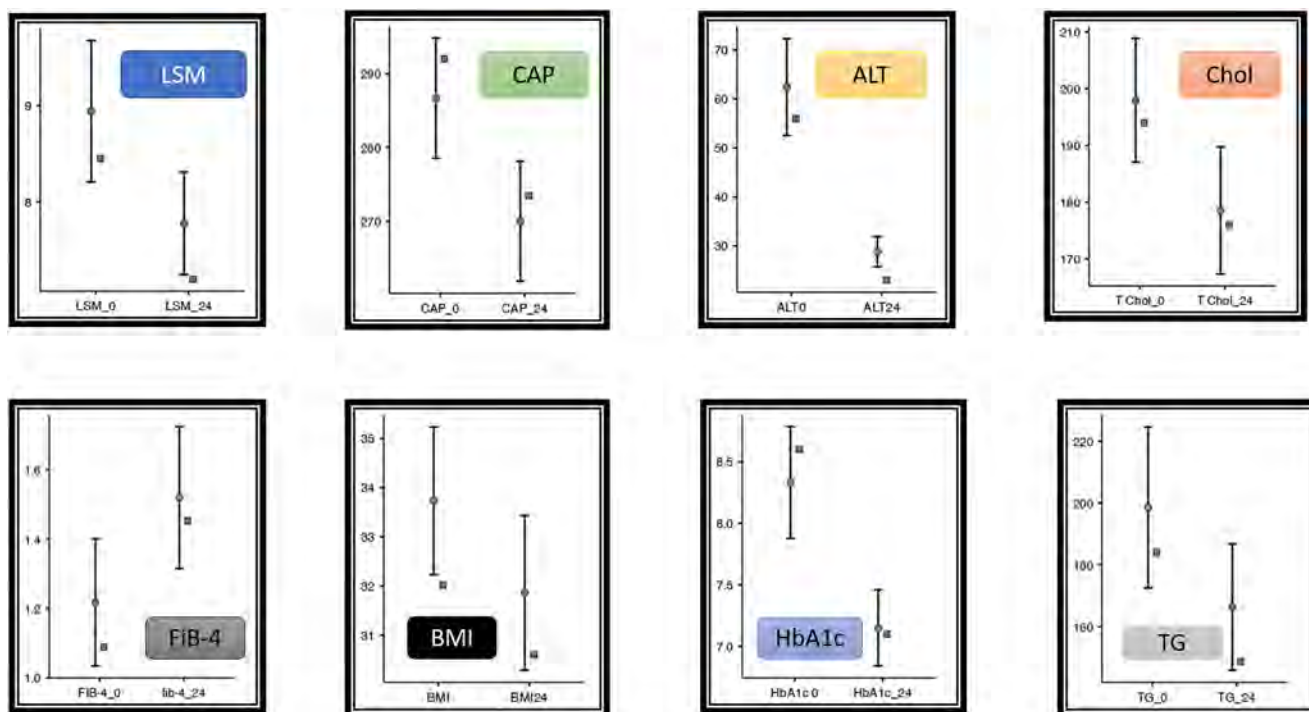 LSM
9
8
LSM_0 LSM_24
CAP
290
280
270
CAP_0 CAP_24
ALT
70
60
50
40
30
ALT0 ALT24
Chol
210
200
190
180
170
T Chol_0 T Chol_24
1.6
1.4
1.2
1.0
FiB-4
FIB-4_0 fib-4_24
35
34
33
32
31
BMI
BMI BMI24
8.5
8.0
7.5
7.0
HbA1c
HbA1c0 HbA1c_24
220
200
180
160
TG
TG_0 TG_24